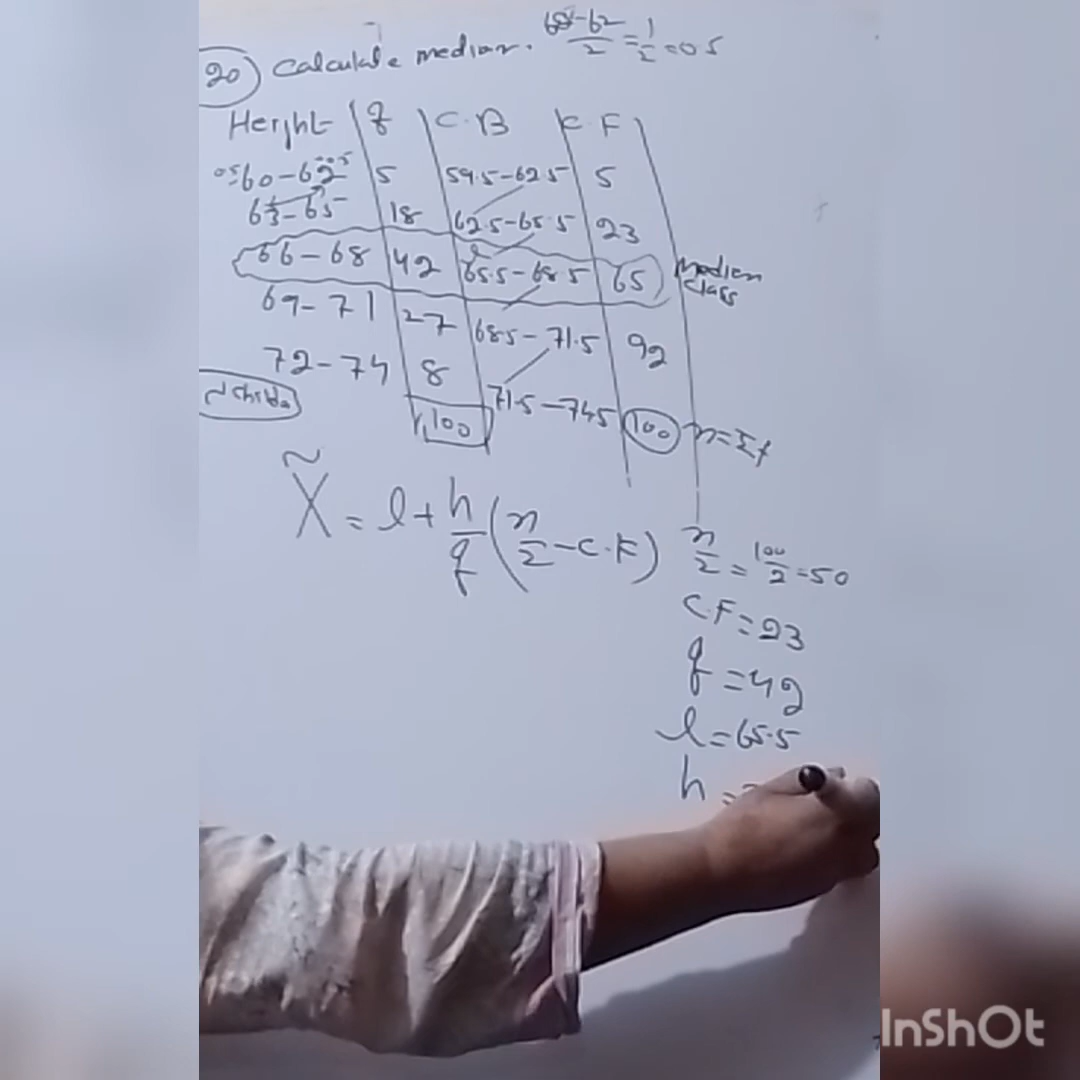 20 Calculate median. 63-62/2 = 1/2 = 0.5
Height f C.B C.F
60-62 5 59.5-62.5 5
63-65 18 62.5-65.5 23
66-68 42 65.5-68.5 65 Median class
69-71 27 68.5-71.5 92
72-74 8 71.5-74.5 100 n=Σf
100
X̃ = l + h/f (n/2 - C.F)
n/2 = 100/2 = 50
C.F = 23
f = 42
l = 65.5
h =
InShOt